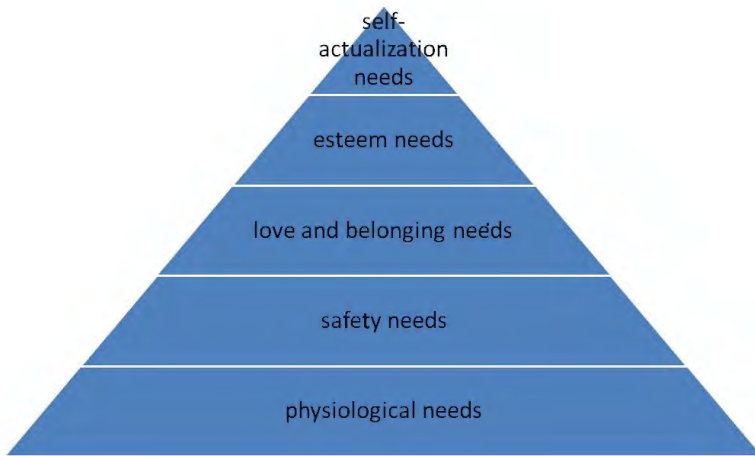 self-
actualization
needs
esteem needs
love and belonging needs
safety needs
physiological needs